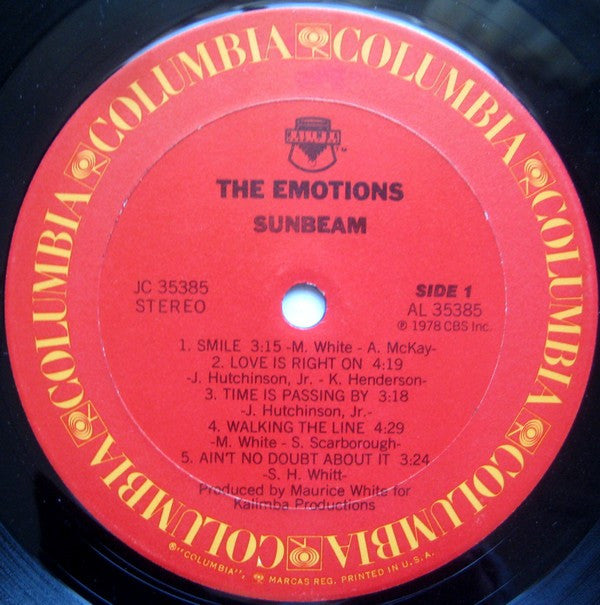 COLUMBIA COLUMBIA COLUMBIA COLUMBIA COLUMBIA COLUMBIA COLUMBIA
KALIMBA
TM
THE EMOTIONS
SUNBEAM
JC 35385
STEREO
SIDE 1
AL 35385
℗ 1978 CBS Inc.
1. SMILE 3:15 -M. White - A. McKay-
2. LOVE IS RIGHT ON 4:19
-J. Hutchinson, Jr. - K. Henderson-
3. TIME IS PASSING BY 3:18
-J. Hutchinson, Jr.-
4. WALKING THE LINE 4:29
-M. White - S. Scarborough-
5. AIN'T NO DOUBT ABOUT IT 3:24
-S. H. Whitt-
Produced by Maurice White for
Kalimba Productions
®"COLUMBIA", MARCAS REG. PRINTED IN U.S.A.